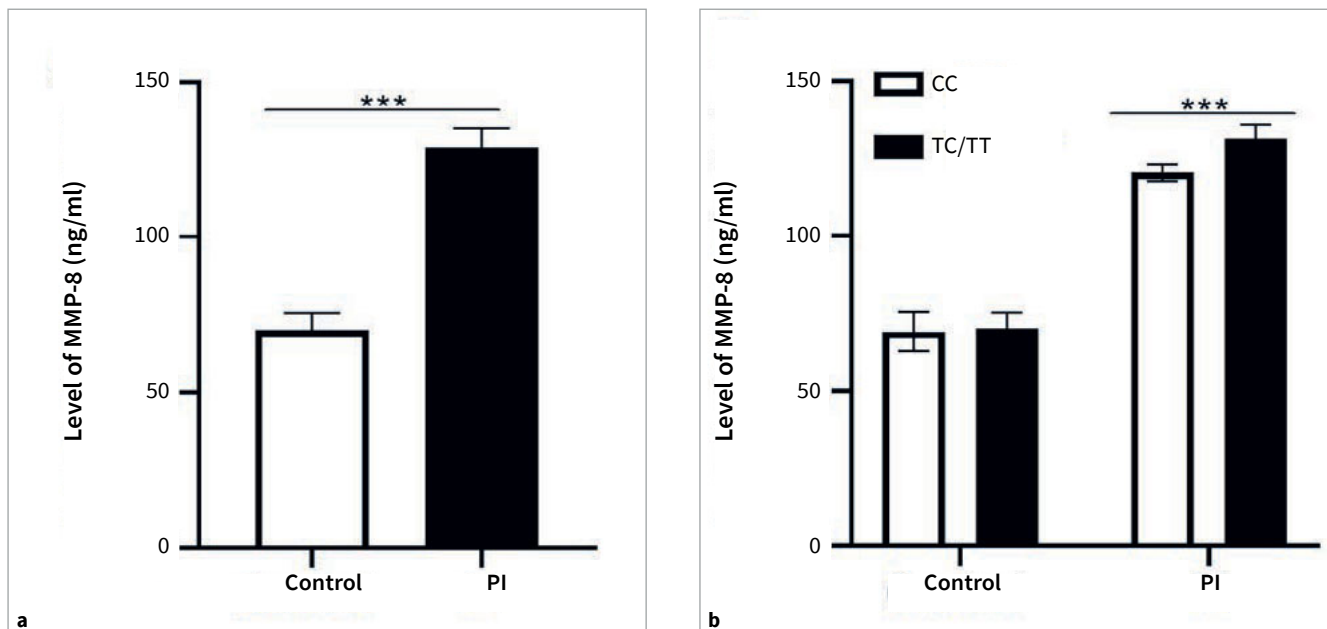 150
100
50
0
Level of MMP-8 (ng/ml)
***
Control
PI
a
150
100
50
0
Level of MMP-8 (ng/ml)
CC
TC/TT
***
Control
PI
b